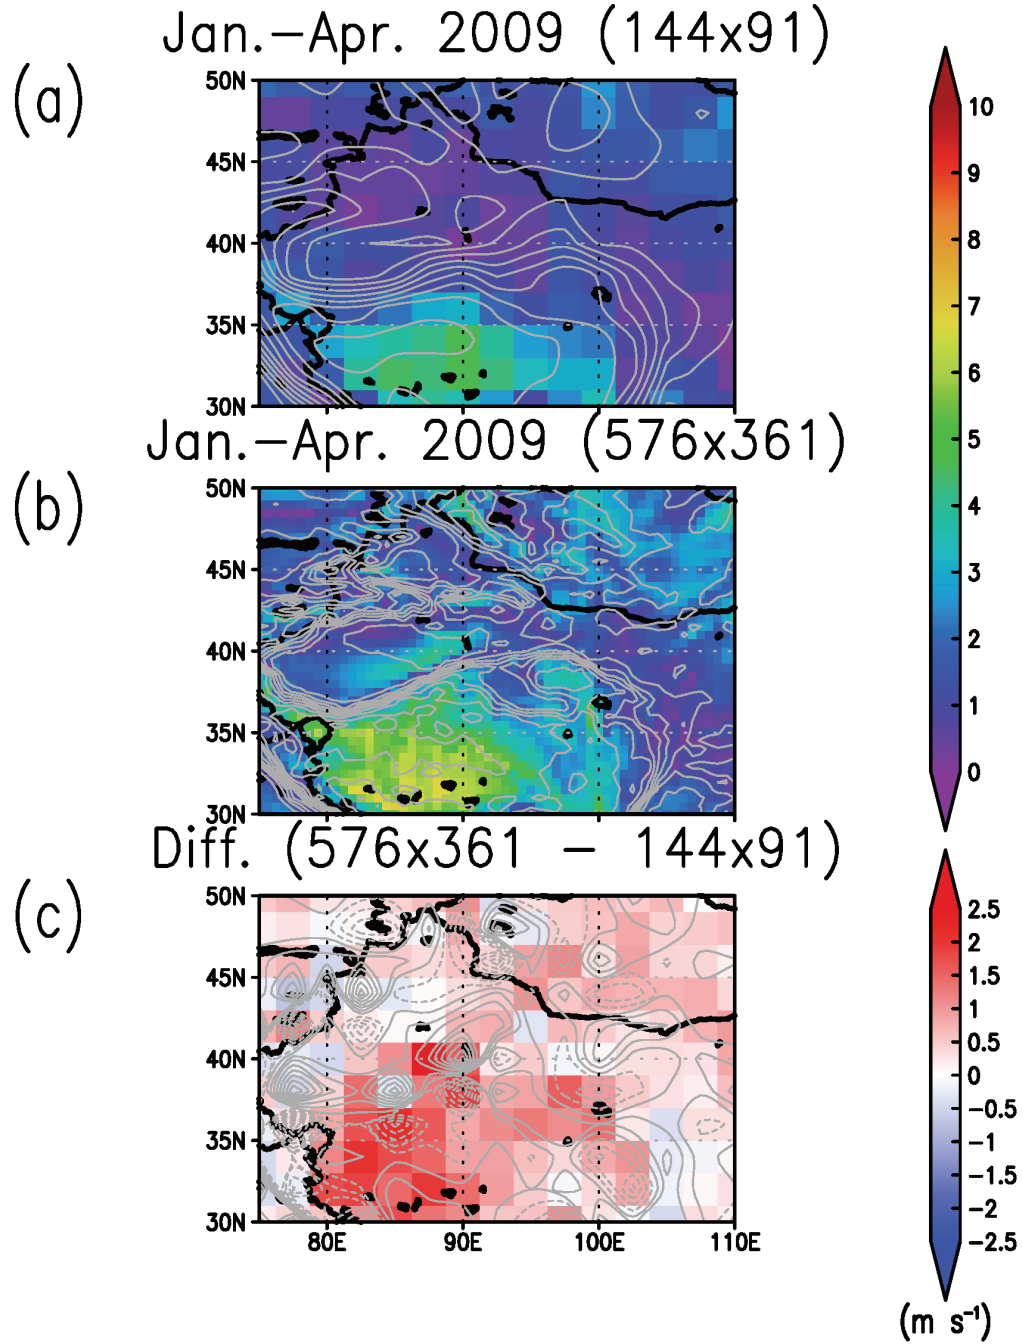 Jan.-Apr. 2009 (144x91)
(a)
50N
45N
40N
35N
30N
10
9
8
7
6
5
4
3
2
1
0
Jan.-Apr. 2009 (576x361)
(b)
50N
45N
40N
35N
30N
Diff. (576x361 - 144x91)
(c)
50N
45N
40N
35N
30N
80E 90E 100E 110E
2.5
2
1.5
1
0.5
0
-0.5
-1
-1.5
-2
-2.5
(m s⁻¹)